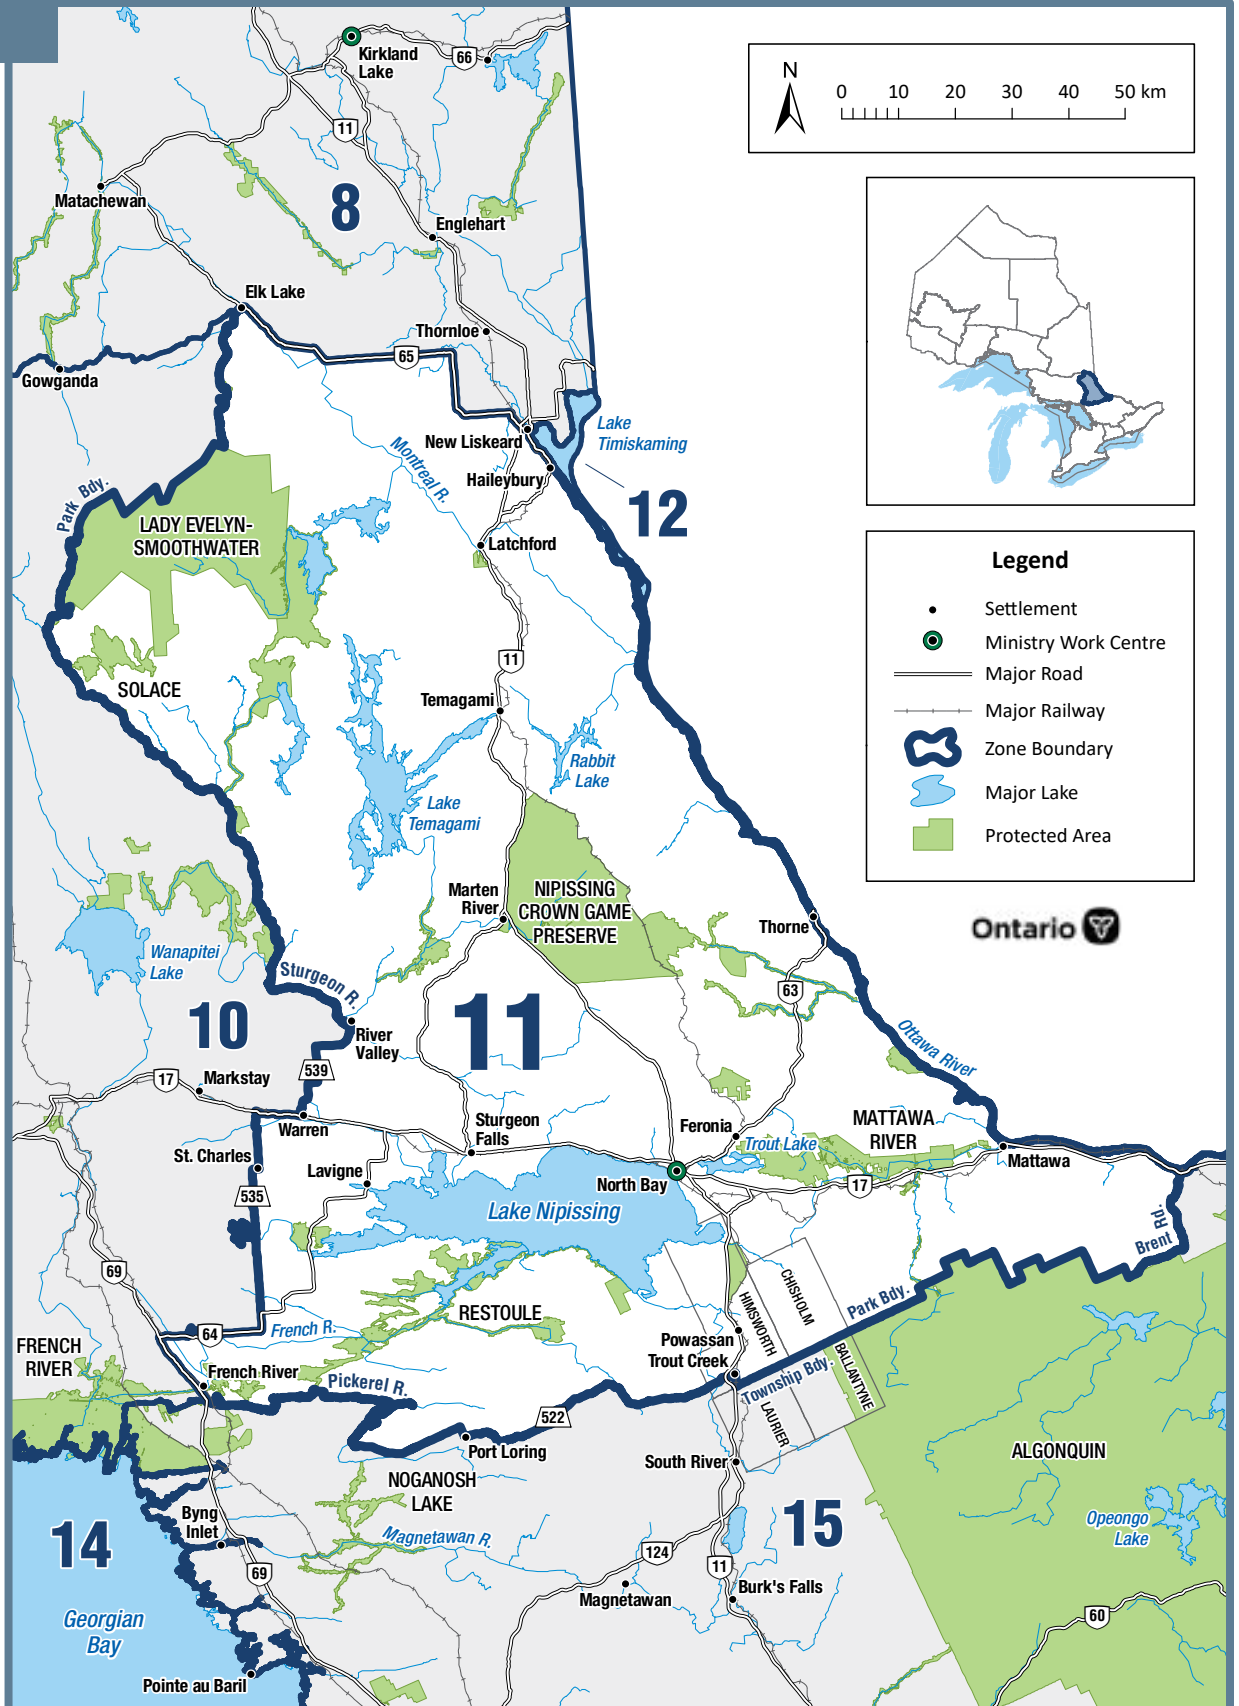 Kirkland
Lake
66
11
N
0 10 20 30 40 50 km
8
Matachewan
Englehart
Elk Lake
Thornloe
65
Gowganda
New Liskeard
Lake
Timiskaming
Haileybury
Montreal R.
12
Park Bdy.
LADY EVELYN-
SMOOTHWATER
Latchford
Legend
Settlement
Ministry Work Centre
Major Road
Major Railway
Zone Boundary
Major Lake
Protected Area
Ontario
11
SOLACE
Temagami
Rabbit
Lake
Lake
Temagami
Marten
River
NIPISSING
CROWN GAME
PRESERVE
Thorne
Wanapitei
Lake
Sturgeon R.
63
10
11
River
Valley
Ottawa River
539
17
Markstay
Warren
Sturgeon
Falls
Feronia
Trout Lake
MATTAWA
RIVER
Mattawa
St. Charles
Lavigne
North Bay
17
535
Lake Nipissing
Brent Rd.
69
CHISHOLM
HIMSWORTH
Park Bdy.
RESTOULE
64
French R.
Powassan
Trout Creek
FRENCH
RIVER
French River
Pickerel R.
Township Bdy.
BALLANTYNE
LAURIER
522
Port Loring
South River
ALGONQUIN
NOGANOSH
LAKE
Byng
Inlet
Magnetawan R.
14
15
Opeongo
Lake
124
69
11
Magnetawan
Burk's Falls
60
Georgian
Bay
Pointe au Baril